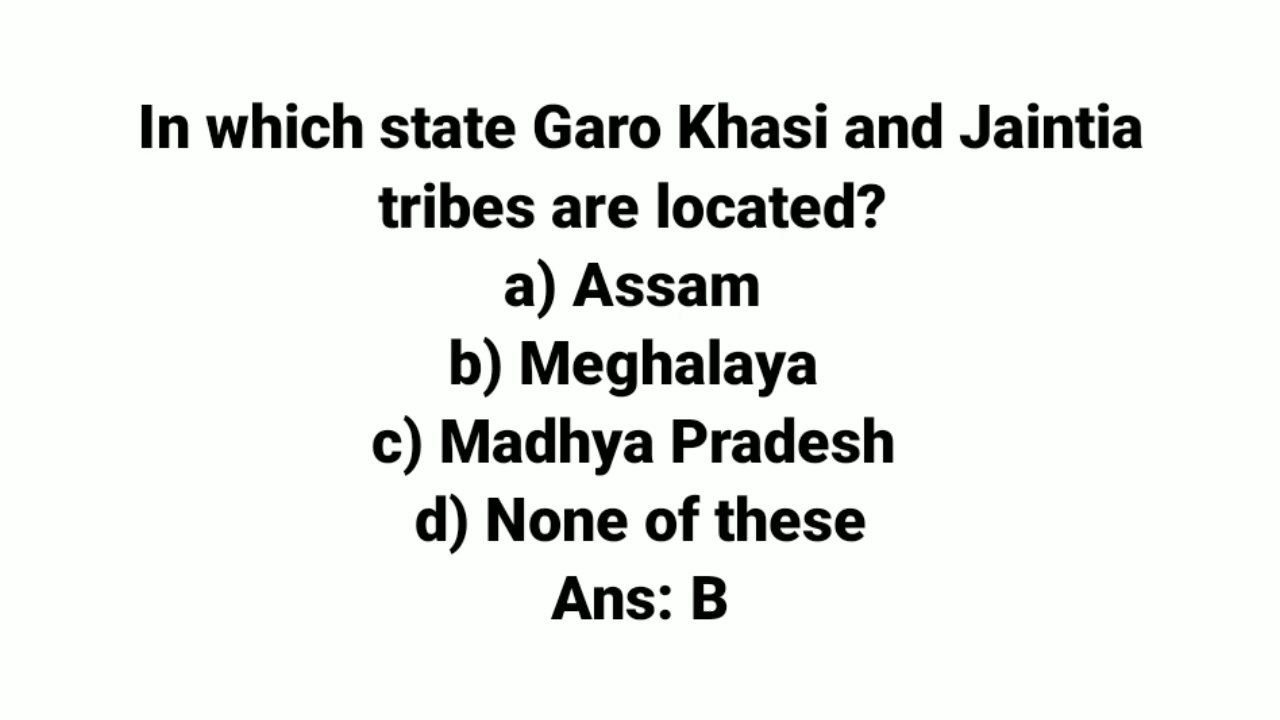 In which state Garo Khasi and Jaintia
tribes are located?
a) Assam
b) Meghalaya
c) Madhya Pradesh
d) None of these
Ans: B